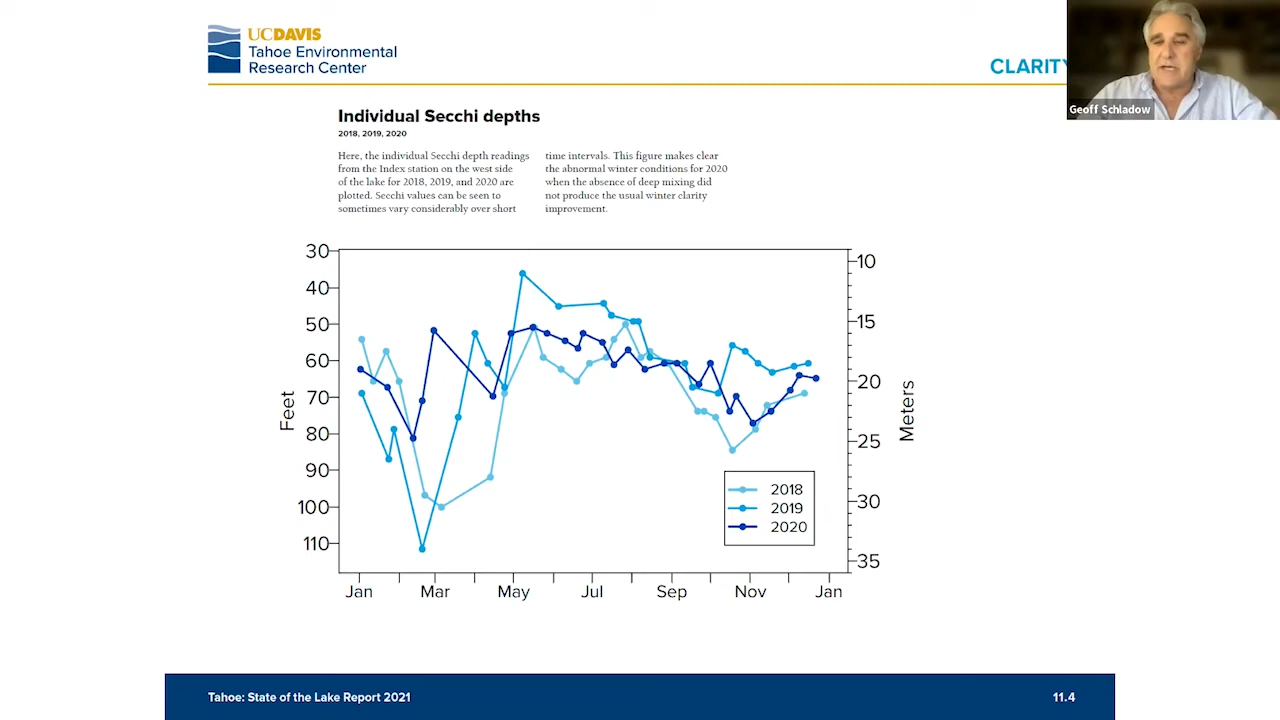 UCDAVIS
Tahoe Environmental
Research Center
CLARITY
Geoff Schladow
Individual Secchi depths
2018, 2019, 2020
Here, the individual Secchi depth readings
from the Index station on the west side
of the lake for 2018, 2019, and 2020 are
plotted. Secchi values can be seen to
sometimes vary considerably over short
time intervals. This figure makes clear
the abnormal winter conditions for 2020
when the absence of deep mixing did
not produce the usual winter clarity
improvement.
Feet
30
40
50
60
70
80
90
100
110
10
15
20
25
30
35
Meters
2018
2019
2020
Jan Mar May Jul Sep Nov Jan
Tahoe: State of the Lake Report 2021
11.4